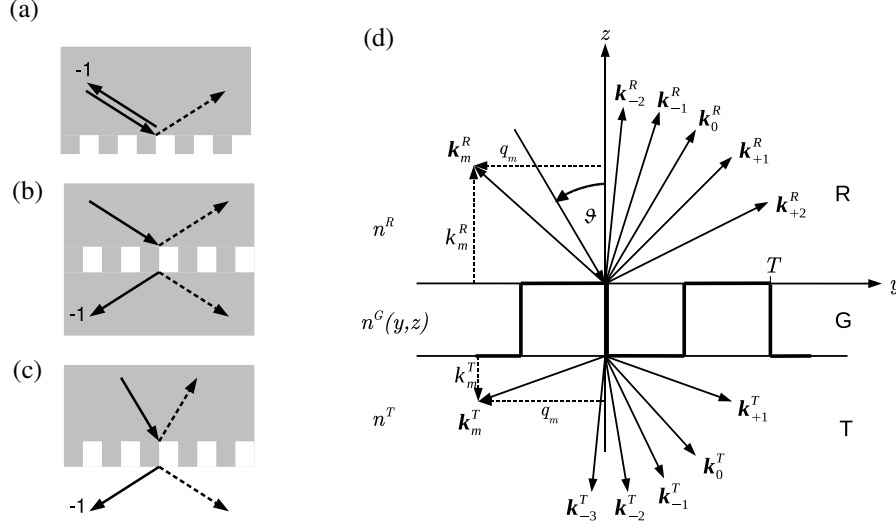 (a)
-1
(b)
-1
(c)
-1
(d)
z
k_{-2}^R
k_{-1}^R
k_0^R
k_{+1}^R
k_{+2}^R
k_m^R
q_m
ϑ
R
n^R
k_m^R
T
y
n^G(y,z)
G
k_m^T
n^T
k_m^T
q_m
k_{+1}^T
T
k_0^T
k_{-1}^T
k_{-2}^T
k_{-3}^T